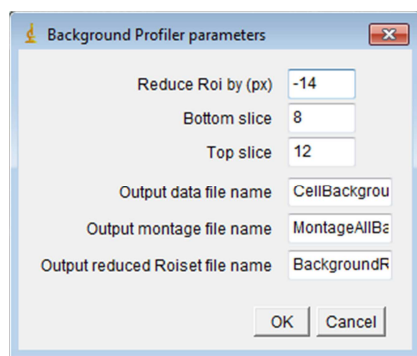 Background Profiler parameters
Reduce Roi by (px) -14
Bottom slice 8
Top slice 12
Output data file name CellBackgrou
Output montage file name MontageAllBa
Output reduced Roiset file name BackgroundR
OK Cancel